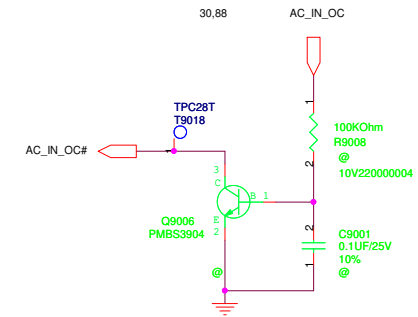 30,88
AC_IN_OC
TPC28T
T9018
AC_IN_OC#
1
1
100KOhm
R9008
@
10V220000004
2
3
C
B 1
E
2
Q9006
PMBS3904
@
2
C9001
0.1UF/25V
10%
@
1